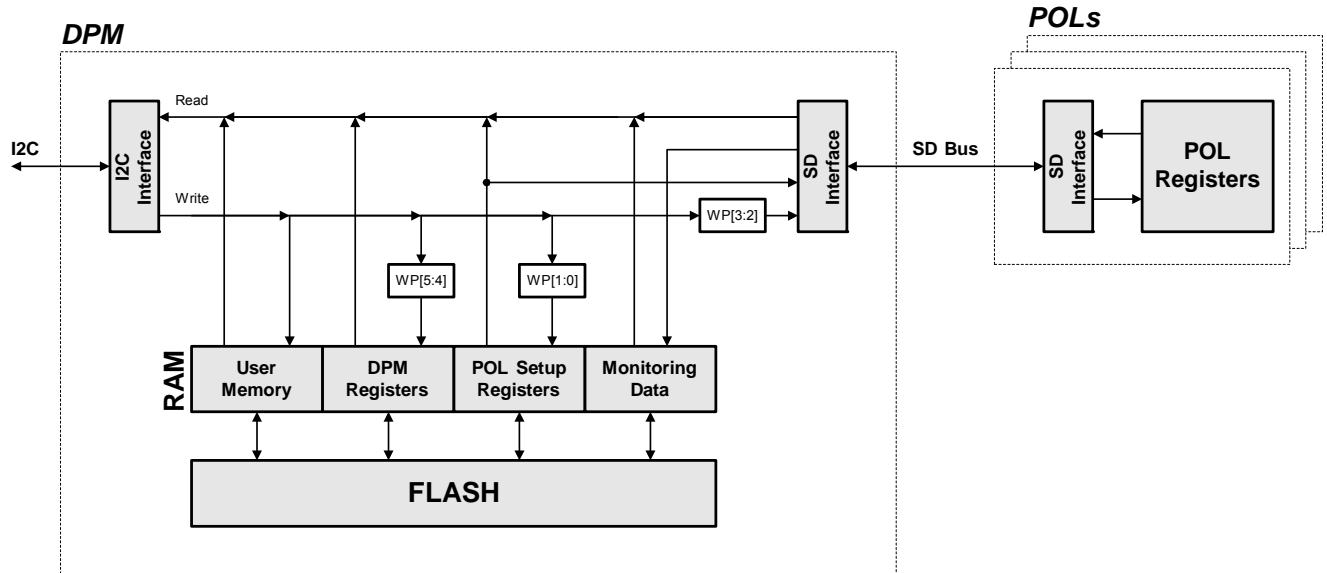 DPM
POLs
Read
I2C
I2C
Interface
Write
SD
Interface
SD Bus
SD
Interface
POL
Registers
WP[3:2]
WP[5:4]
WP[1:0]
RAM
User
Memory
DPM
Registers
POL Setup
Registers
Monitoring
Data
FLASH